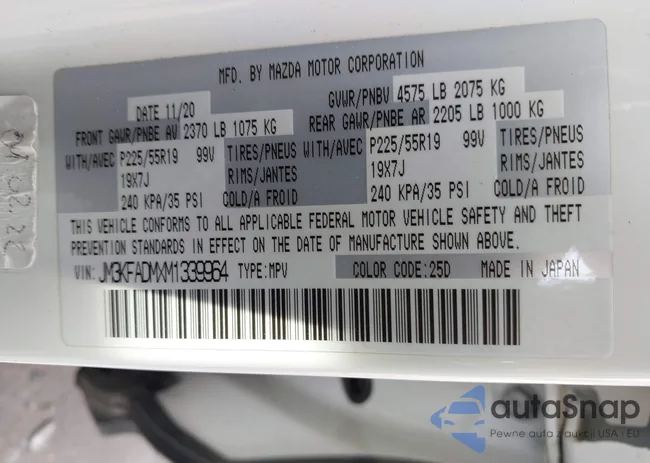 MFD. BY MAZDA MOTOR CORPORATION
DATE 11/20 GVWR/PNBV 4575 LB 2075 KG
FRONT GAWR/PNBE AV 2370 LB 1075 KG REAR GAWR/PNBE AR 2205 LB 1000 KG
WITH/AVEC P225/55R19 99V TIRES/PNEUS WITH/AVEC P225/55R19 99V TIRES/PNEUS
19X7J RIMS/JANTES 19X7J RIMS/JANTES
240 KPA/35 PSI COLD/A FROID 240 KPA/35 PSI COLD/A FROID
THIS VEHICLE CONFORMS TO ALL APPLICABLE FEDERAL MOTOR VEHICLE SAFETY AND THEFT
PREVENTION STANDARDS IN EFFECT ON THE DATE OF MANUFACTURE SHOWN ABOVE.
VIN: JM3KFADMXM1339964 TYPE:MPV COLOR CODE:25D MADE IN JAPAN
autoSnap
Pewne auta z aukcji USA i EU